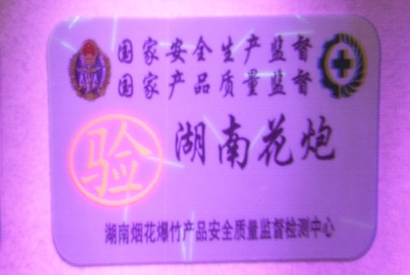 国家安全生产监督
国家产品质量监督
验
湖南花炮
湖南烟花爆竹产品安全质量监督检测中心